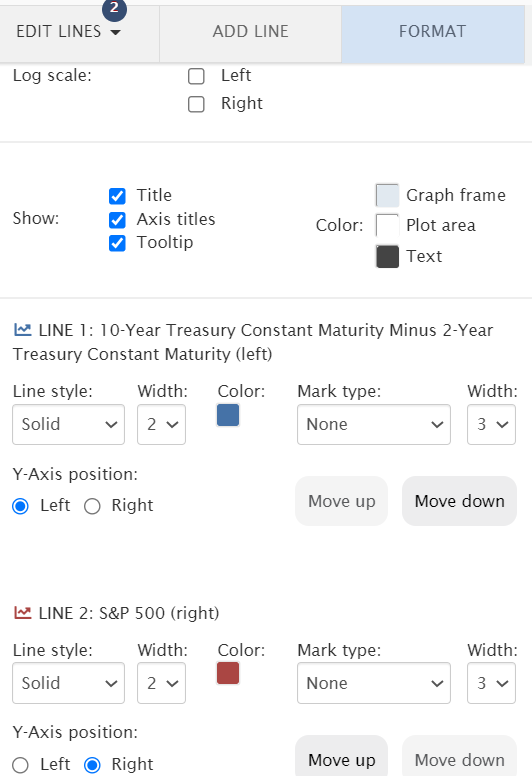 2
EDIT LINES ADD LINE FORMAT
Log scale: Left
Right
Title Graph frame
Show: Axis titles Color: Plot area
Tooltip Text
LINE 1: 10-Year Treasury Constant Maturity Minus 2-Year
Treasury Constant Maturity (left)
Line style: Width: Color: Mark type: Width:
Solid 2 None 3
Y-Axis position:
Left Right Move up Move down
LINE 2: S&P 500 (right)
Line style: Width: Color: Mark type: Width:
Solid 2 None 3
Y-Axis position:
Left Right Move up Move down